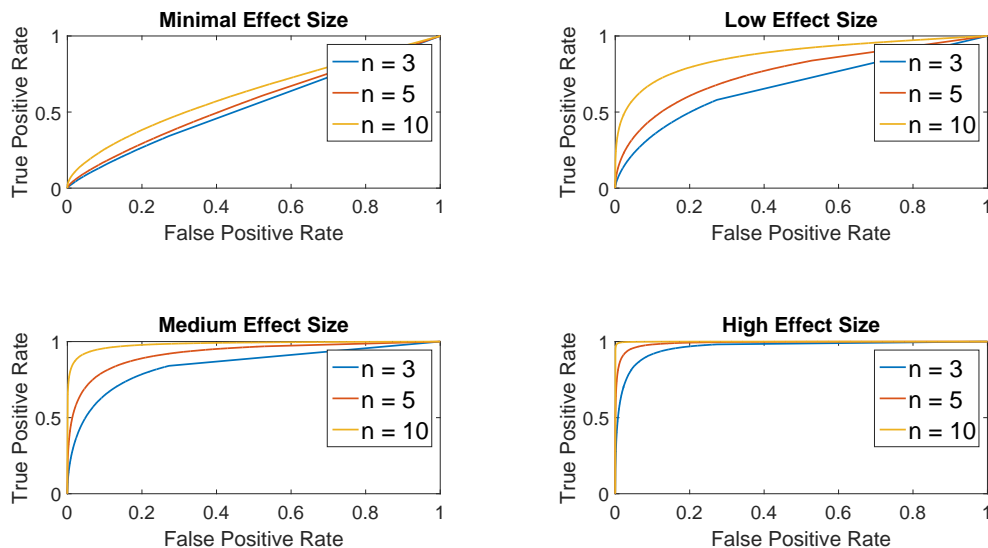 Minimal Effect Size
True Positive Rate
1
0.5
0
n = 3
n = 5
n = 10
0 0.2 0.4 0.6 0.8 1
False Positive Rate
Low Effect Size
True Positive Rate
1
0.5
0
n = 3
n = 5
n = 10
0 0.2 0.4 0.6 0.8 1
False Positive Rate
Medium Effect Size
True Positive Rate
1
0.5
0
n = 3
n = 5
n = 10
0 0.2 0.4 0.6 0.8 1
False Positive Rate
High Effect Size
True Positive Rate
1
0.5
0
n = 3
n = 5
n = 10
0 0.2 0.4 0.6 0.8 1
False Positive Rate